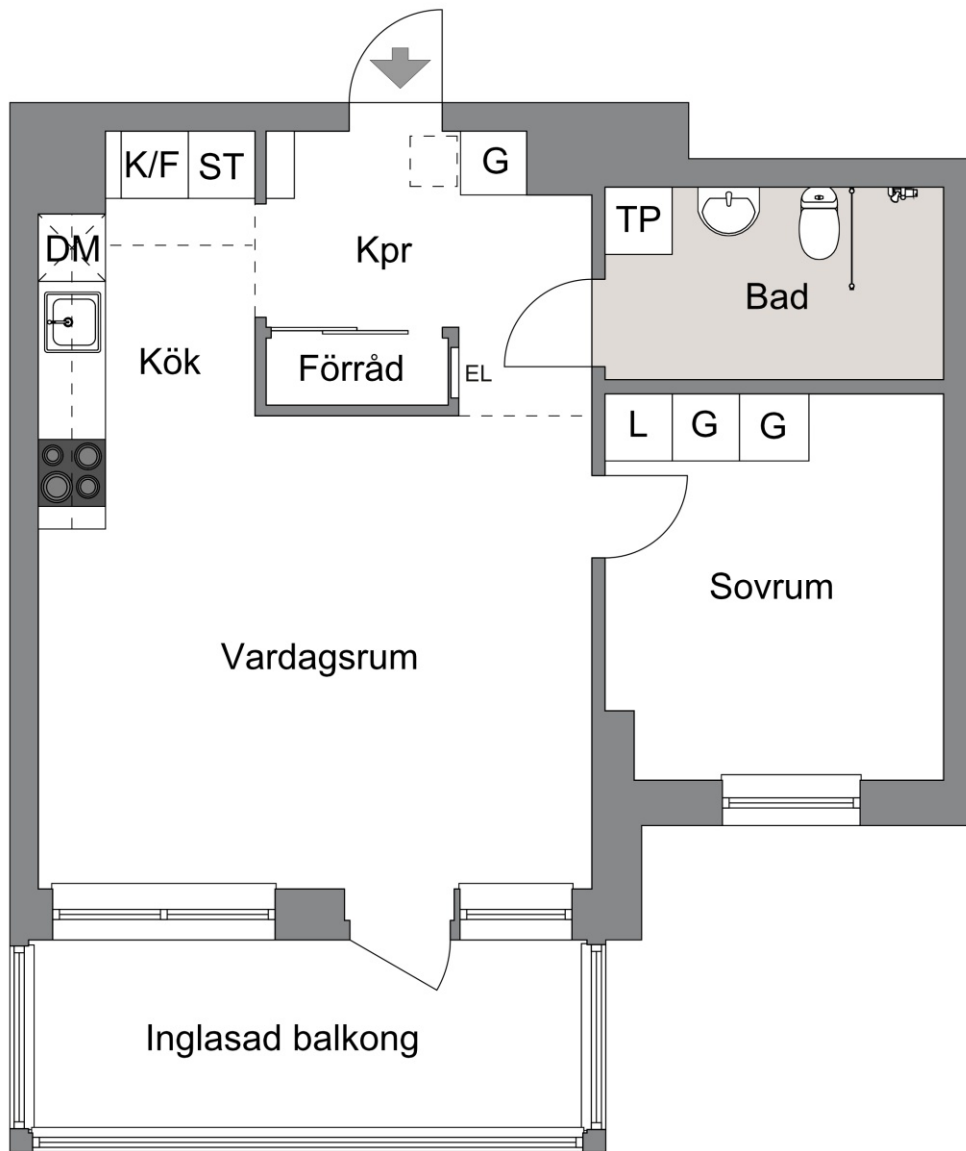 K/F
ST
G
DM
Kpr
TP
Bad
Kök
Förråd
EL
L
G
G
Sovrum
Vardagsrum
Inglasad balkong